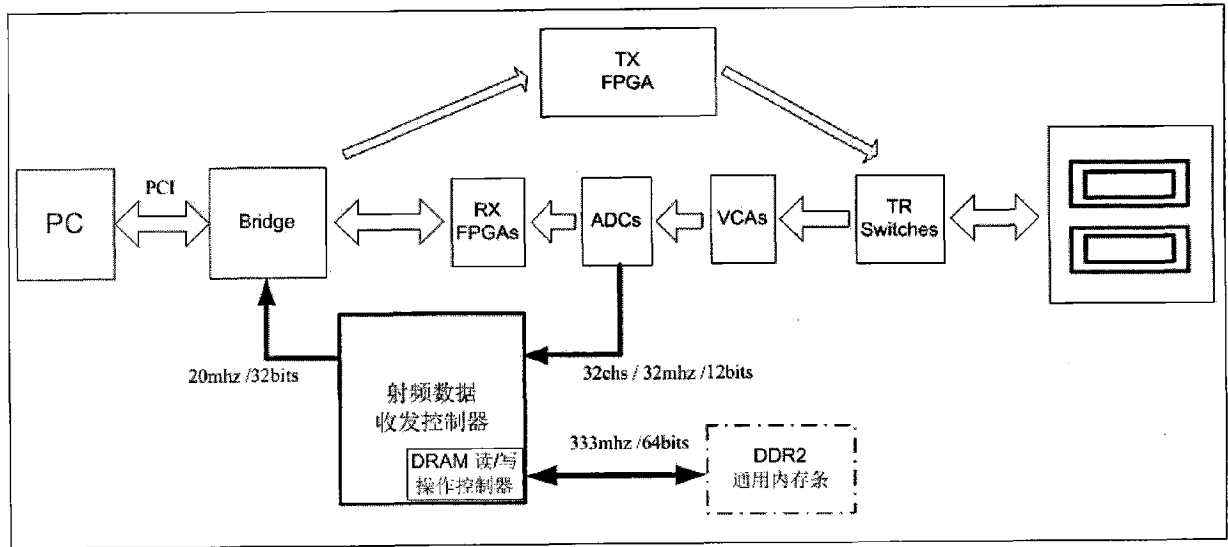 TX
FPGA
PC
PCI
Bridge
RX
FPGAs
ADCs
VCAs
TR
Switches
20mhz /32bits
射频数据
收发控制器
32chs / 32mhz /12bits
DRAM 读/写
操作控制器
333mhz /64bits
DDR2
通用内存条